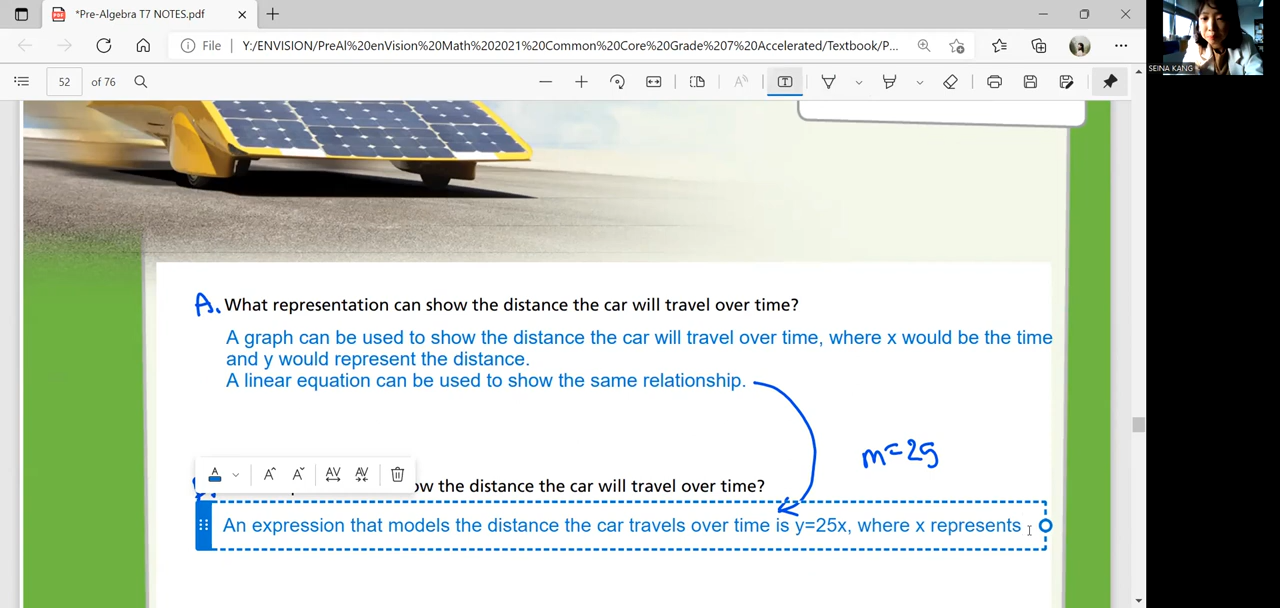 *Pre-Algebra T7 NOTES.pdf
File Y:/ENVISION/PreAl%20enVision%20Math%202021%20Common%20Core%20Grade%207%20Accelerated/Textbook/P...
SEINA KANG
52 of 76
A. What representation can show the distance the car will travel over time?
A graph can be used to show the distance the car will travel over time, where x would be the time
and y would represent the distance.
A linear equation can be used to show the same relationship.
m=25
ow the distance the car will travel over time?
An expression that models the distance the car travels over time is y=25x, where x represents